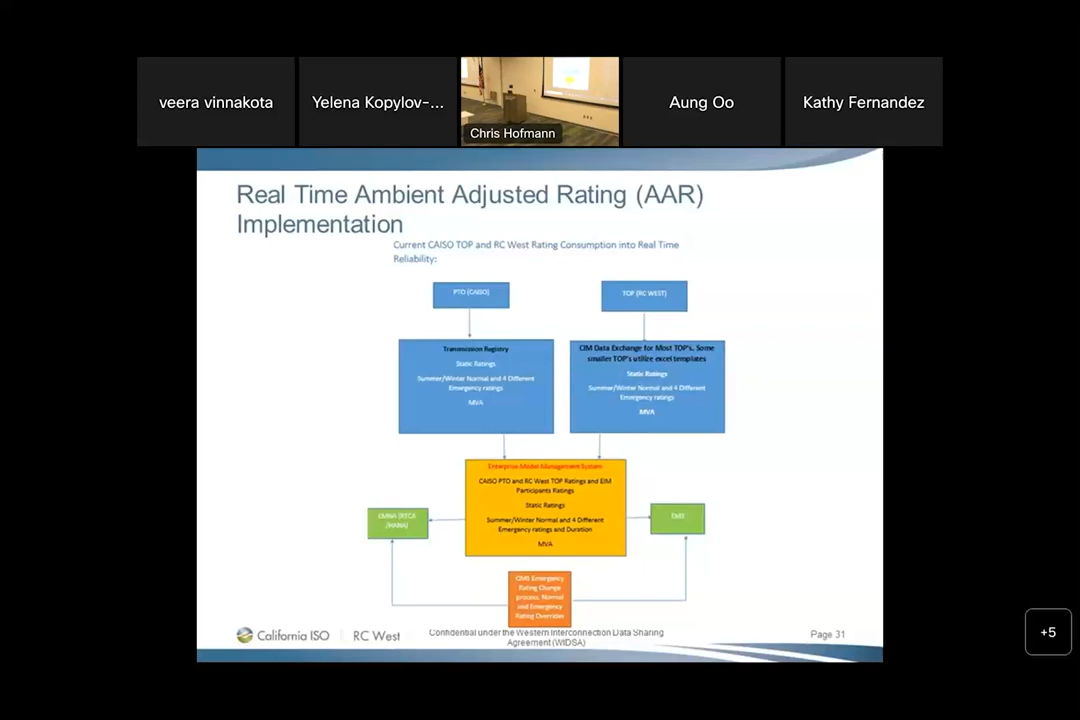 veera vinnakota
Yelena Kopylov-...
Chris Hofmann
Aung Oo
Kathy Fernandez
Real Time Ambient Adjusted Rating (AAR)
Implementation
Current CAISO TOP and RC West Rating Consumption into Real Time
Reliability:
PTO (CAISO)
TOP (RC WEST)
Transmission Registry
Static Ratings
Summer/Winter Normal and 4 Different
Emergency ratings
MVA
CIM Data Exchange for Most TOP's. Some
smaller TOP's utilize excel templates
Static Ratings
Summer/Winter Normal and 4 Different
Emergency ratings
MVA
Enterprise Model Management System
CAISO PTO and RC West TOP Ratings and EIM
Participants Ratings
Static Ratings
Summer/Winter Normal and 4 Different
Emergency ratings and Duration
MVA
EMS
OMS Emergency
Rating Change
process, Normal
and Emergency
Rating Overrides
California ISO
RC West
Confidential under the Western Interconnection Data Sharing
Agreement (WIDSA)
Page 31
+5